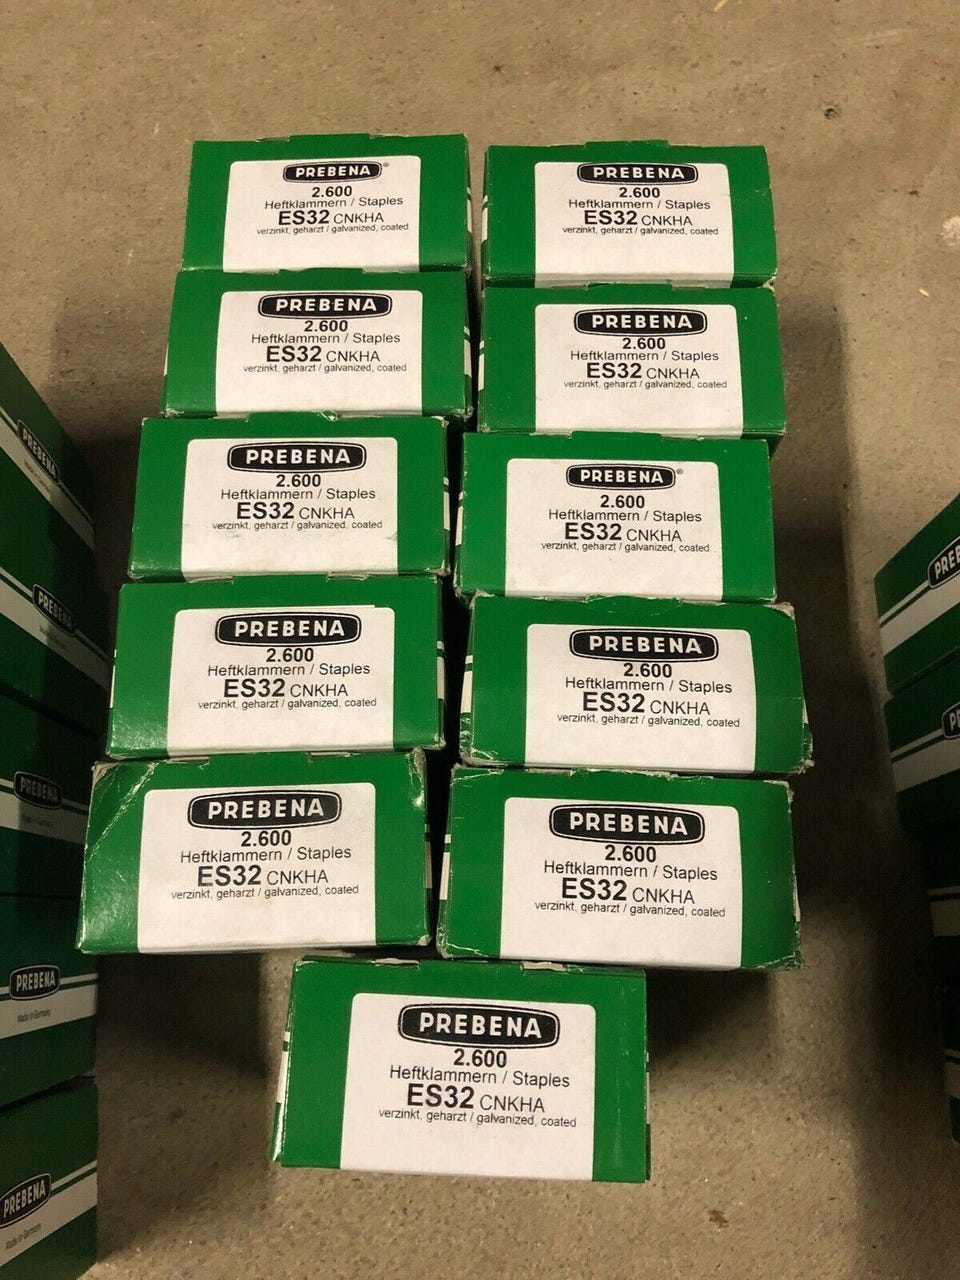 PREBENA®
2.600
Heftklammern / Staples
ES32 CNKHA
verzinkt, geharzt / galvanized, coated
PREBENA
2.600
Heftklammern / Staples
ES32 CNKHA
verzinkt, geharzt / galvanized, coated
PREBENA
2.600
Heftklammern / Staples
ES32 CNKHA
verzinkt, geharzt / galvanized, coated
PREBENA
2.600
Heftklammern / Staples
ES32 CNKHA
verzinkt, geharzt / galvanized, coated
PREBENA
2.600
Heftklammern / Staples
ES32 CNKHA
verzinkt, geharzt / galvanized, coated
PREBENA®
2.600
Heftklammern / Staples
ES32 CNKHA
verzinkt, geharzt / galvanized, coated
PREBENA
2.600
Heftklammern / Staples
ES32 CNKHA
verzinkt, geharzt / galvanized, coated
PREBENA
2.600
Heftklammern / Staples
ES32 CNKHA
verzinkt, geharzt / galvanized, coated
PREBENA
2.600
Heftklammern / Staples
ES32 CNKHA
verzinkt, geharzt / galvanized, coated
PREBENA
2.600
Heftklammern / Staples
ES32 CNKHA
verzinkt, geharzt / galvanized, coated
PREBENA
2.600
Heftklammern / Staples
ES32 CNKHA
verzinkt, geharzt / galvanized, coated
PREBENA
PREBENA
PREBENA
PREBENA
Made in Germany
PREBENA
Made in Germany